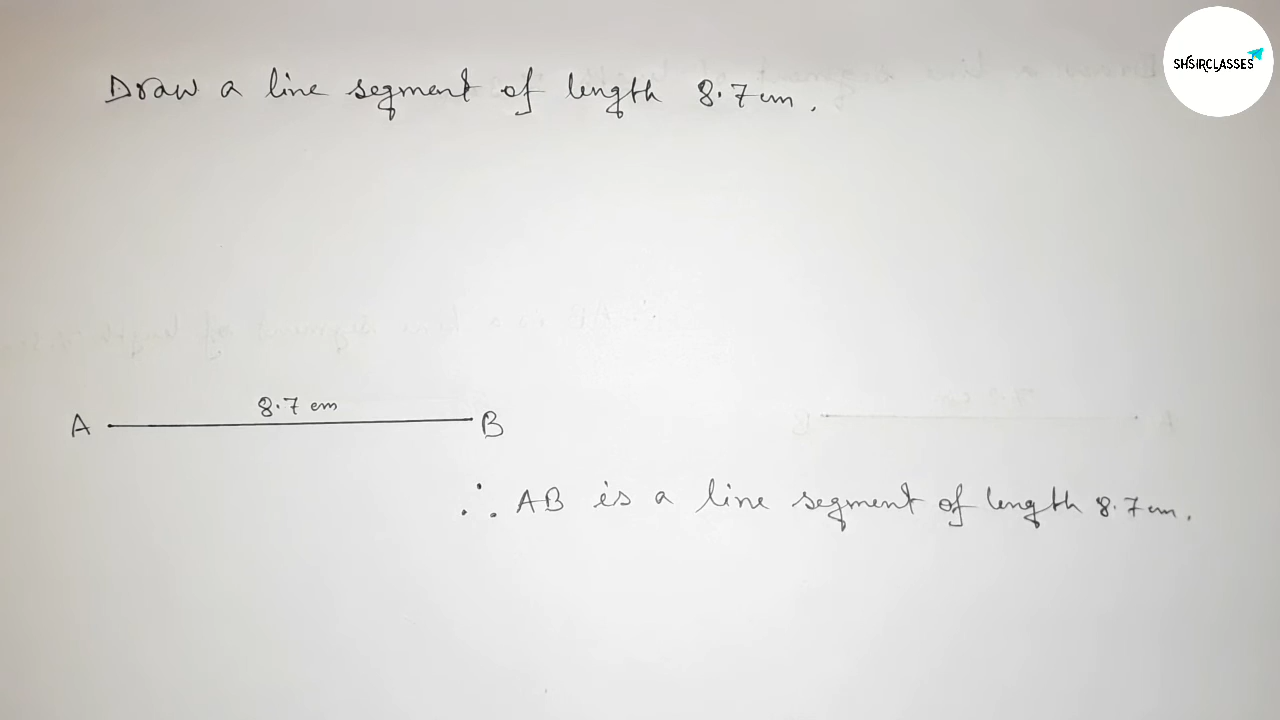 SHSIRCLASSES
Draw a line segment of length 8.7 cm.
8.7 cm
A B
∴ AB is a line segment of length 8.7 cm.